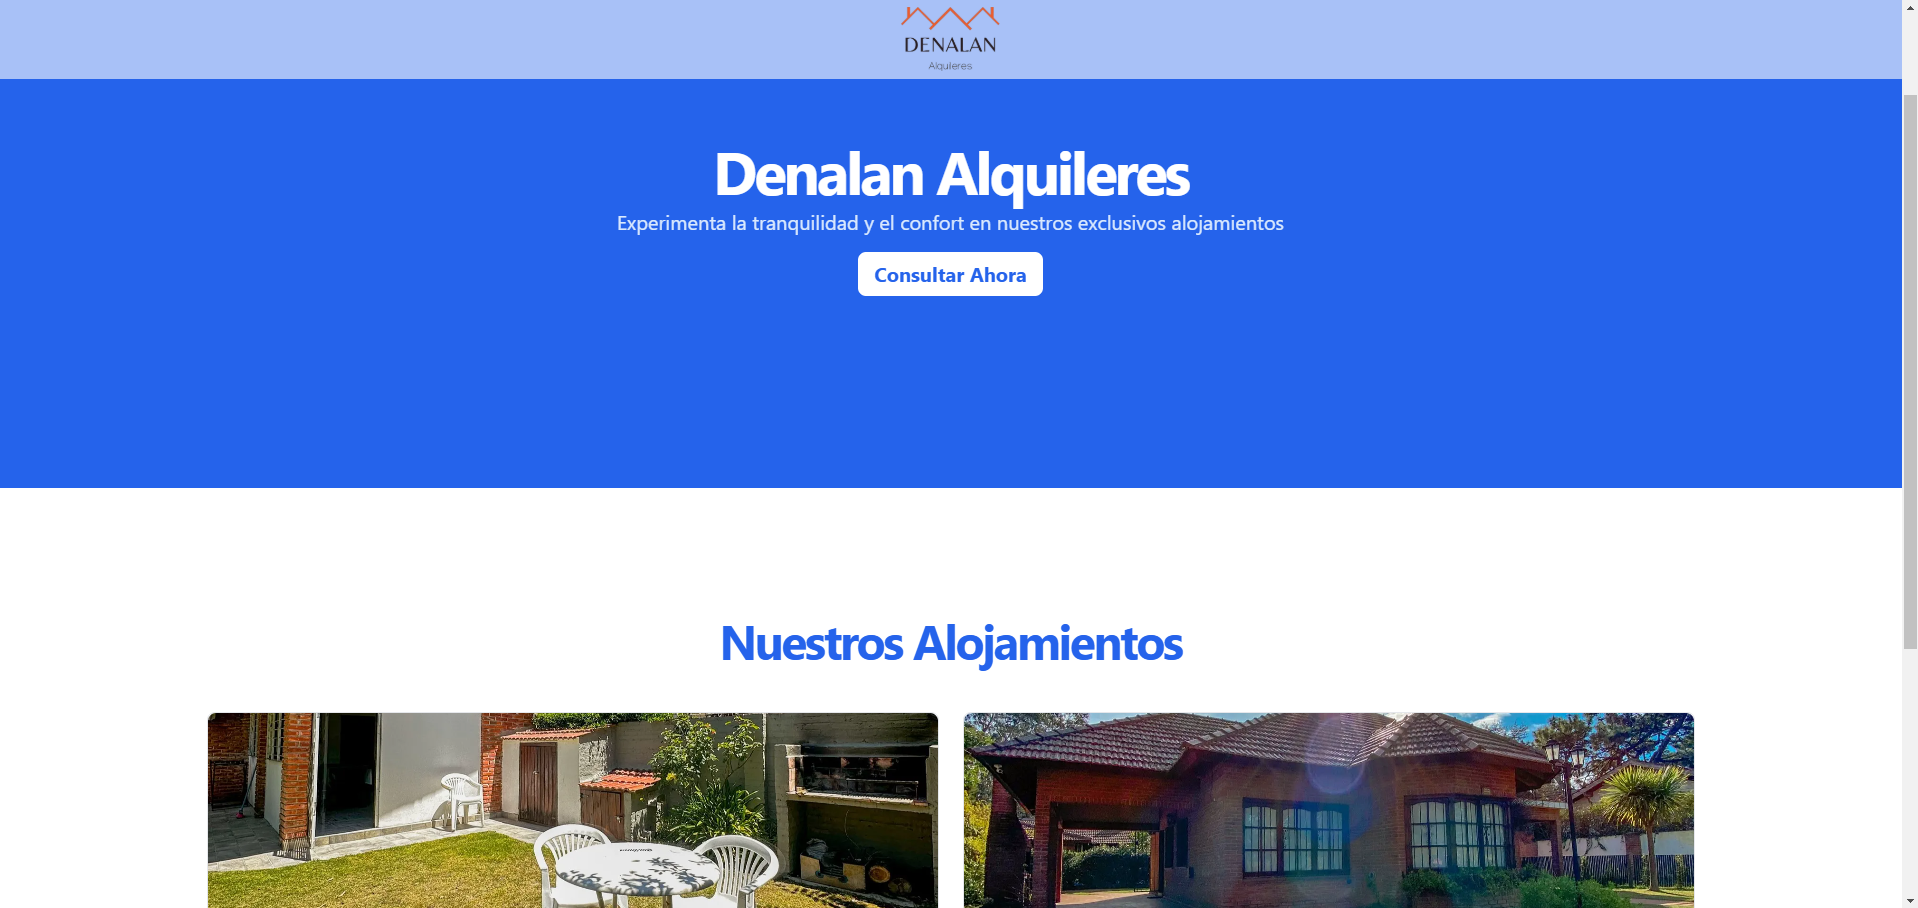 DENALAN
Alquileres
Denalan Alquileres
Experimenta la tranquilidad y el confort en nuestros exclusivos alojamientos
Consultar Ahora
Nuestros Alojamientos